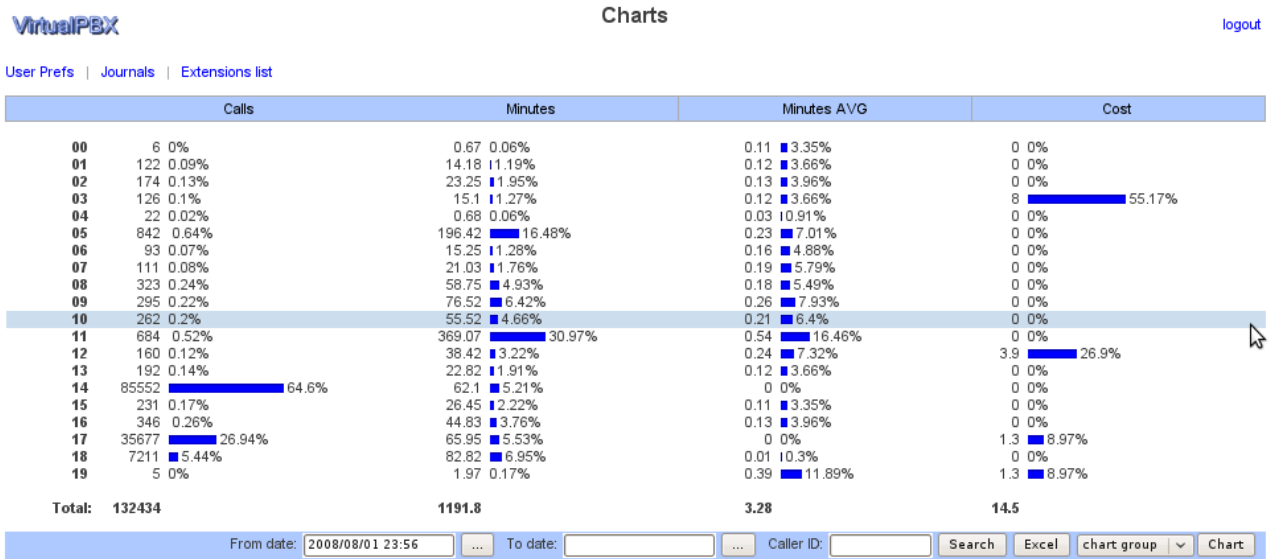 VirtualPBX
Charts
logout
User Prefs | Journals | Extensions list
Calls Minutes Minutes AVG Cost
00 6 0% 0.67 0.06% 0.11 3.35% 0 0%
01 122 0.09% 14.18 1.19% 0.12 3.66% 0 0%
02 174 0.13% 23.25 1.95% 0.13 3.96% 0 0%
03 126 0.1% 15.1 1.27% 0.12 3.66% 8 55.17%
04 22 0.02% 0.68 0.06% 0.03 0.91% 0 0%
05 842 0.64% 196.42 16.48% 0.23 7.01% 0 0%
06 93 0.07% 15.25 1.28% 0.16 4.88% 0 0%
07 111 0.08% 21.03 1.76% 0.19 5.79% 0 0%
08 323 0.24% 58.75 4.93% 0.18 5.49% 0 0%
09 295 0.22% 76.52 6.42% 0.26 7.93% 0 0%
10 262 0.2% 55.52 4.66% 0.21 6.4% 0 0%
11 684 0.52% 369.07 30.97% 0.54 16.46% 0 0%
12 160 0.12% 38.42 3.22% 0.24 7.32% 3.9 26.9%
13 192 0.14% 22.82 1.91% 0.12 3.66% 0 0%
14 85552 64.6% 62.1 5.21% 0 0% 0 0%
15 231 0.17% 26.45 2.22% 0.11 3.35% 0 0%
16 346 0.26% 44.83 3.76% 0.13 3.96% 0 0%
17 35677 26.94% 65.95 5.53% 0 0% 1.3 8.97%
18 7211 5.44% 82.82 6.95% 0.01 0.3% 0 0%
19 5 0% 1.97 0.17% 0.39 11.89% 1.3 8.97%
Total: 132434 1191.8 3.28 14.5
From date: 2008/08/01 23:56 ... To date: ... Caller ID: Search Excel chart group Chart